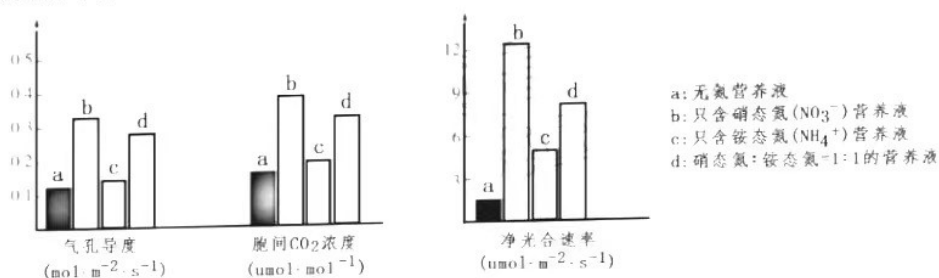 0.5
0.4
0.3
0.2
0.1
a
b
c
d
a
b
c
d
气孔导度
(mol·m⁻²·s⁻¹)
胞间CO₂浓度
(umol·mol⁻¹)
12
9
6
3
a
b
c
d
净光合速率
(umol·m⁻²·s⁻¹)
a:无氮营养液
b:只含硝态氮(NO₃⁻)营养液
c:只含铵态氮(NH₄⁺)营养液
d:硝态氮:铵态氮=1:1的营养液